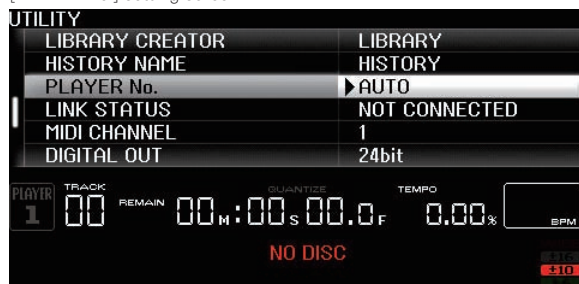 UTILITY
LIBRARY CREATOR LIBRARY
HISTORY NAME HISTORY
PLAYER No. ▶AUTO
LINK STATUS NOT CONNECTED
MIDI CHANNEL 1
DIGITAL OUT 24bit
PLAYER 1 TRACK 00 REMAIN 00M:00S00.0F QUANTIZE TEMPO 0.00% BPM
NO DISC
±16
±10